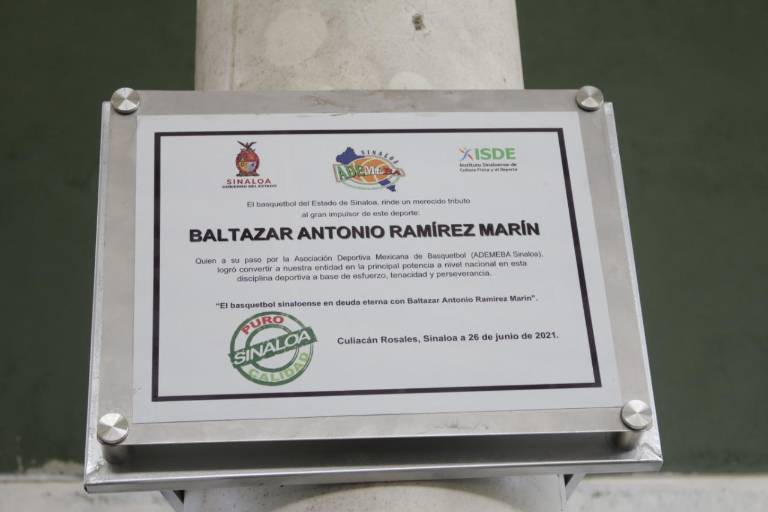 SINALOA
GOBIERNO DEL ESTADO
SINALOA
ADEMEBA
ISDE
Instituto Sinaloense de
Cultura Física y el Deporte
El basquetbol del Estado de Sinaloa, rinde un merecido tributo
al gran impulsor de este deporte:
BALTAZAR ANTONIO RAMÍREZ MARÍN
Quien a su paso por la Asociación Deportiva Mexicana de Basquetbol (ADEMEBA Sinaloa),
logró convertir a nuestra entidad en la principal potencia a nivel nacional en esta
disciplina deportiva a base de esfuerzo, tenacidad y perseverancia.
“El basquetbol sinaloense en deuda eterna con Baltazar Antonio Ramírez Marín”.
PURO
SINALOA
CALIDAD
Culiacán Rosales, Sinaloa a 26 de junio de 2021.